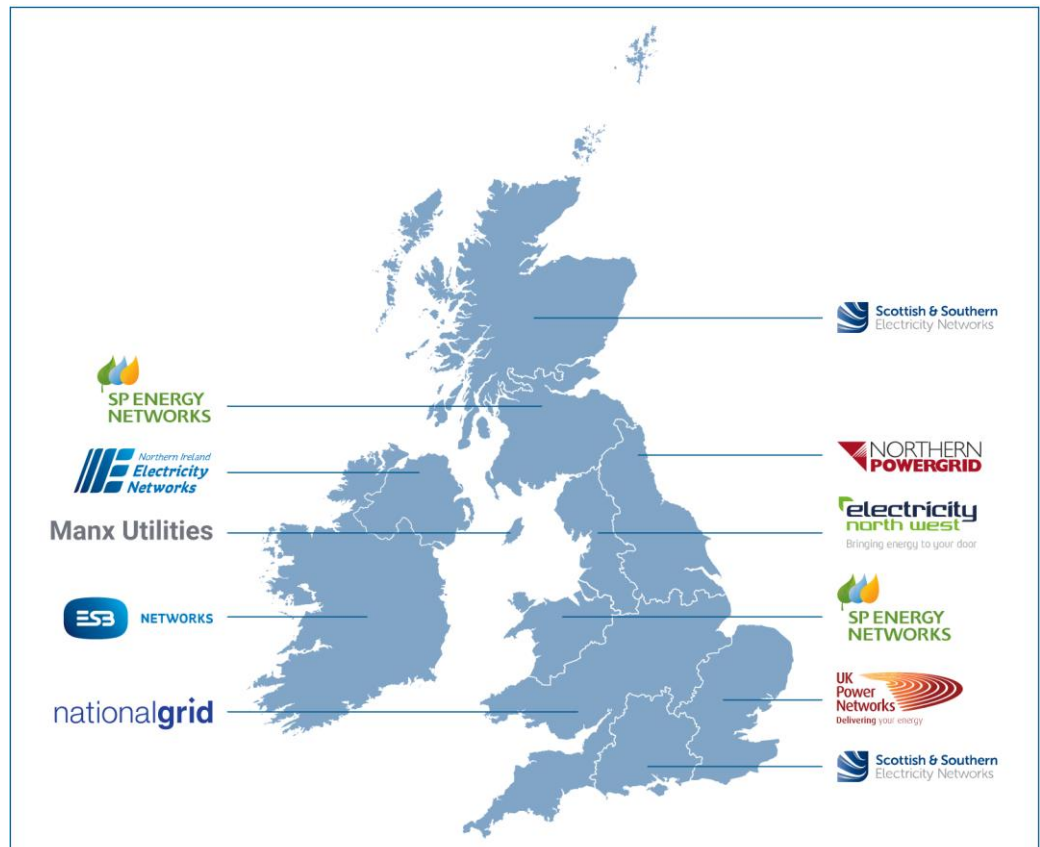 Scottish & Southern
Electricity Networks
SP ENERGY
NETWORKS
Northern Ireland
Electricity
Networks
NORTHERN
POWERGRID
Manx Utilities
electricity
north west
Bringing energy to your door
ESB NETWORKS
SP ENERGY
NETWORKS
UK
Power
Networks
Delivering your energy
nationalgrid
Scottish & Southern
Electricity Networks